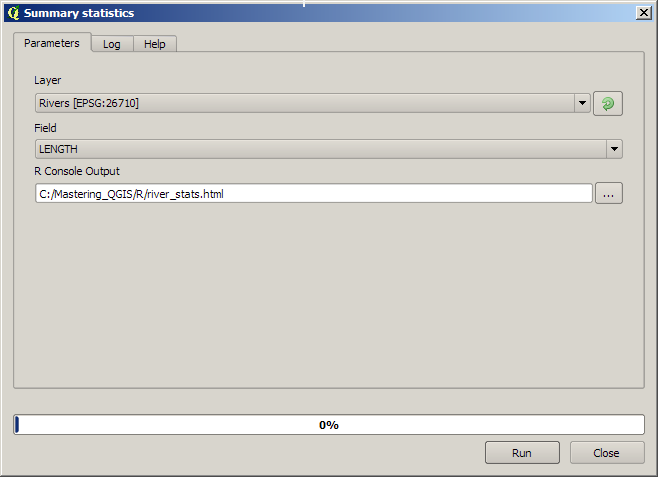 Summary statistics
Parameters
Log
Help
Layer
Rivers [EPSG:26710]
Field
LENGTH
R Console Output
C:/Mastering_QGIS/R/river_stats.html
...
0%
Run
Close